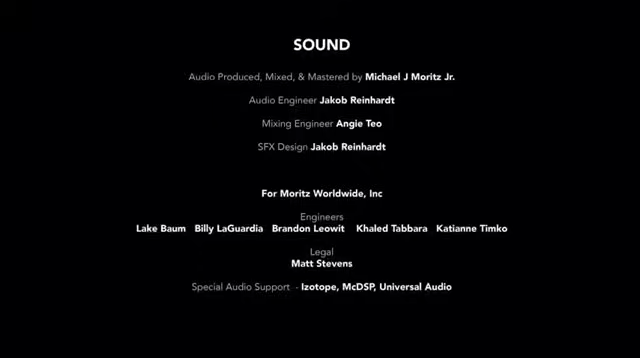 SOUND
Audio Produced, Mixed, & Mastered by Michael J Moritz Jr.
Audio Engineer Jakob Reinhardt
Mixing Engineer Angie Teo
SFX Design Jakob Reinhardt
For Moritz Worldwide, Inc
Engineers
Lake Baum Billy LaGuardia Brandon Leowit Khaled Tabbara Katianne Timko
Legal
Matt Stevens
Special Audio Support - Izotope, McDSP, Universal Audio